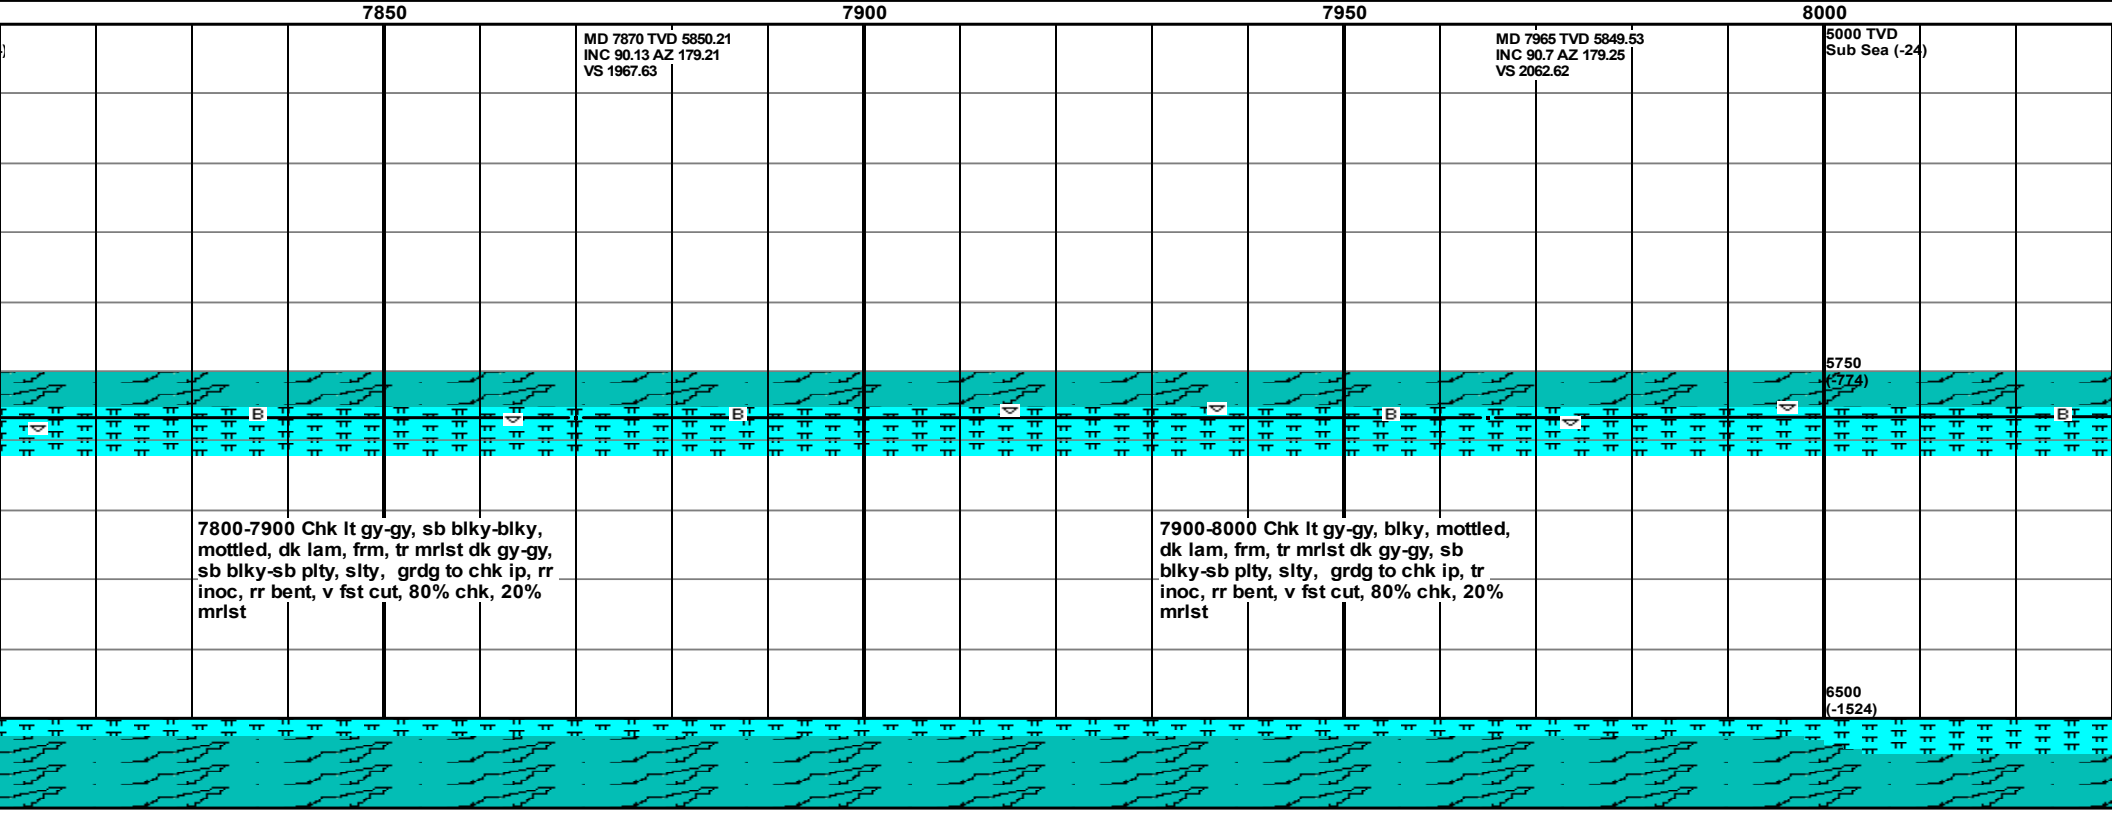 7850
7900
7950
8000
MD 7870 TVD 5850.21
INC 90.13 AZ 179.21
VS 1967.63
MD 7965 TVD 5849.53
INC 90.7 AZ 179.25
VS 2062.62
5000 TVD
Sub Sea (-24)
5750
(-774)
B
B
B
B
7800-7900 Chk lt gy-gy, sb blky-blky,
mottled, dk lam, frm, tr mrlst dk gy-gy,
sb blky-sb plty, slty, grdg to chk ip, rr
inoc, rr bent, v fst cut, 80% chk, 20%
mrlst
7900-8000 Chk lt gy-gy, blky, mottled,
dk lam, frm, tr mrlst dk gy-gy, sb
blky-sb plty, slty, grdg to chk ip, tr
inoc, rr bent, v fst cut, 80% chk, 20%
mrlst
6500
(-1524)